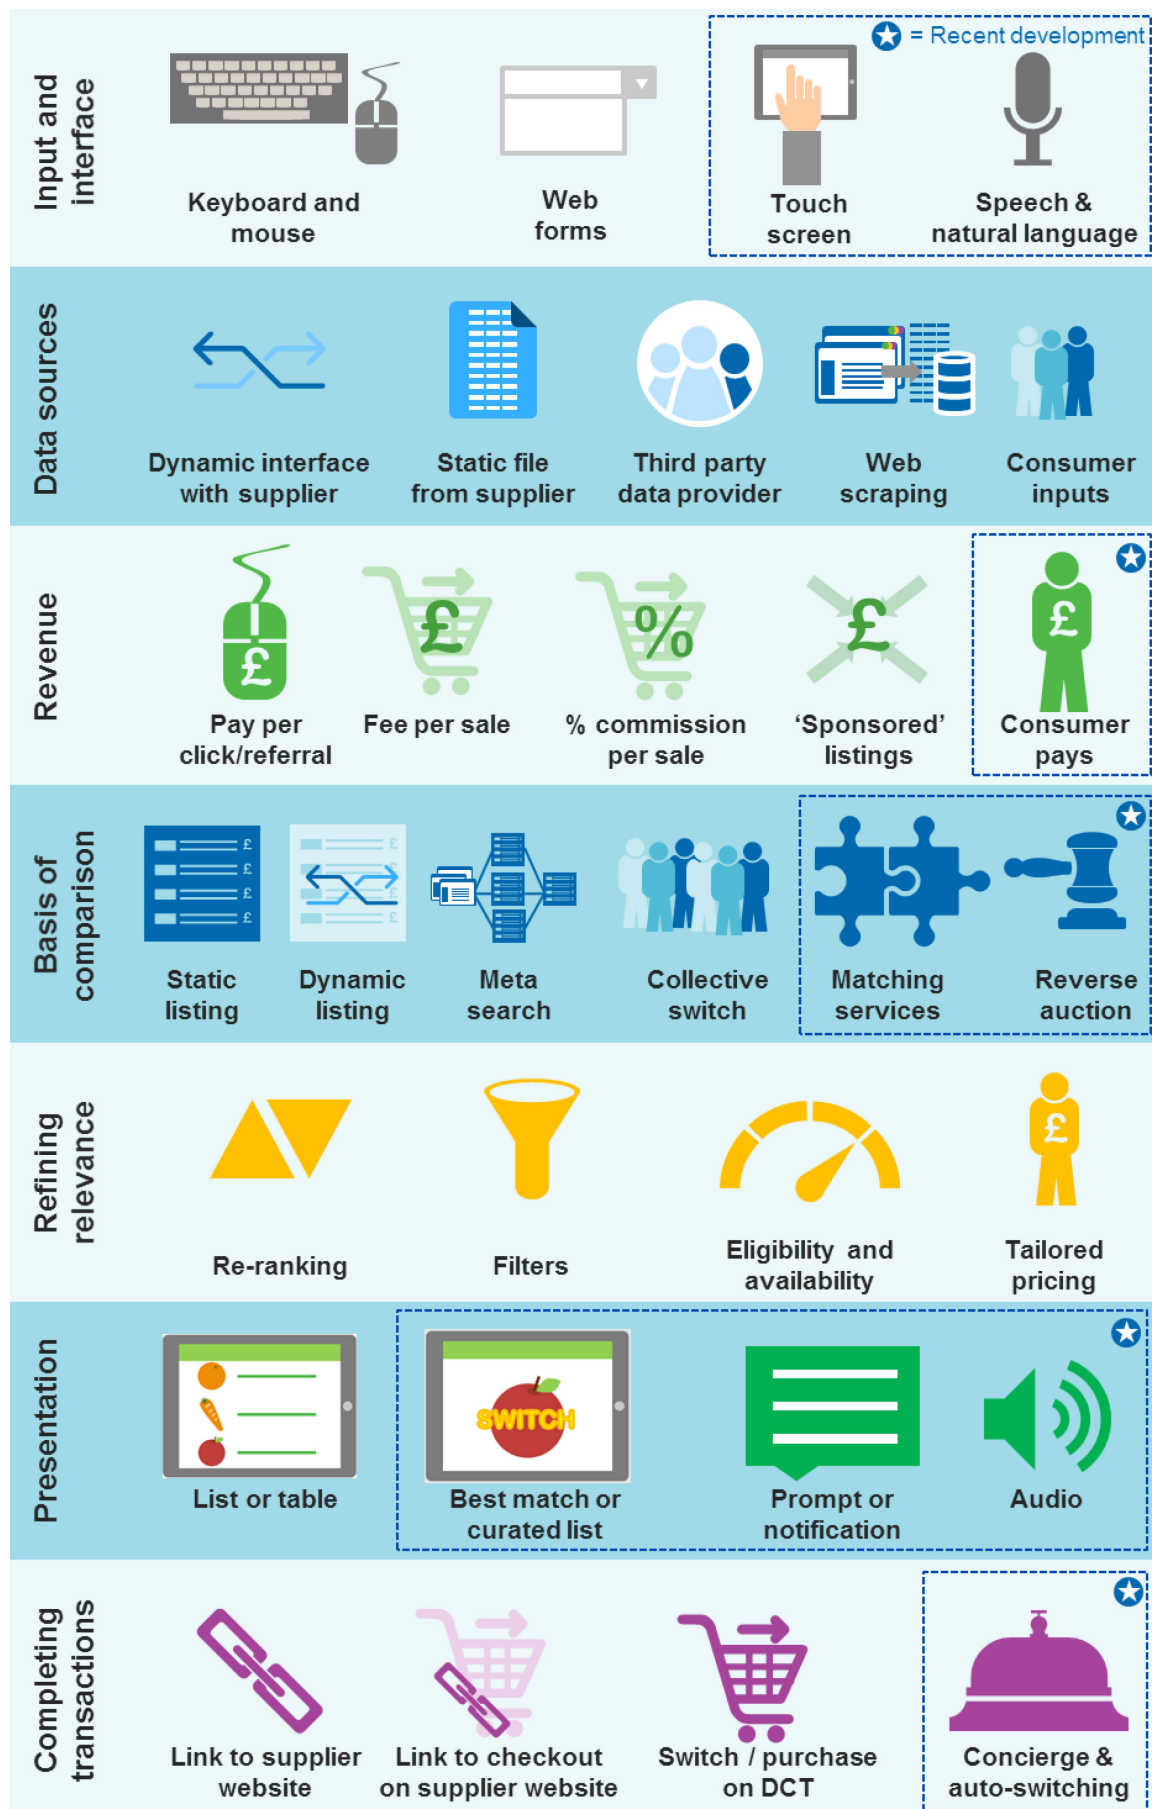 = Recent development
Input and
interface
Keyboard and
mouse
Web
forms
Touch
screen
Speech &
natural language
Data sources
Dynamic interface
with supplier
Static file
from supplier
Third party
data provider
Web
scraping
Consumer
inputs
Revenue
£
£
%
£
£
Pay per
click/referral
Fee per sale
% commission
per sale
‘Sponsored’
listings
Consumer
pays
Basis of
comparison
£
£
£
£
£
£
£
£
Static
listing
Dynamic
listing
Meta
search
Collective
switch
Matching
services
Reverse
auction
Refining
relevance
£
Re-ranking
Filters
Eligibility and
availability
Tailored
pricing
Presentation
SWITCH
List or table
Best match or
curated list
Prompt or
notification
Audio
Completing
transactions
Link to supplier
website
Link to checkout
on supplier website
Switch / purchase
on DCT
Concierge &
auto-switching